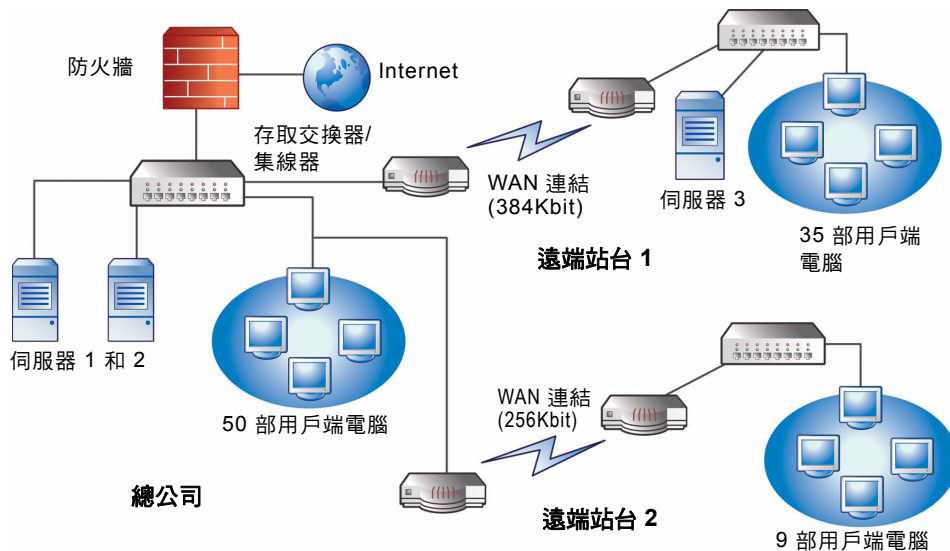 防火牆
Internet
存取交換器/
集線器
WAN 連結
(384Kbit)
伺服器 3
35 部用戶端
電腦
遠端站台 1
伺服器 1 和 2
50 部用戶端電腦
WAN 連結
(256Kbit)
總公司
遠端站台 2
9 部用戶端電腦